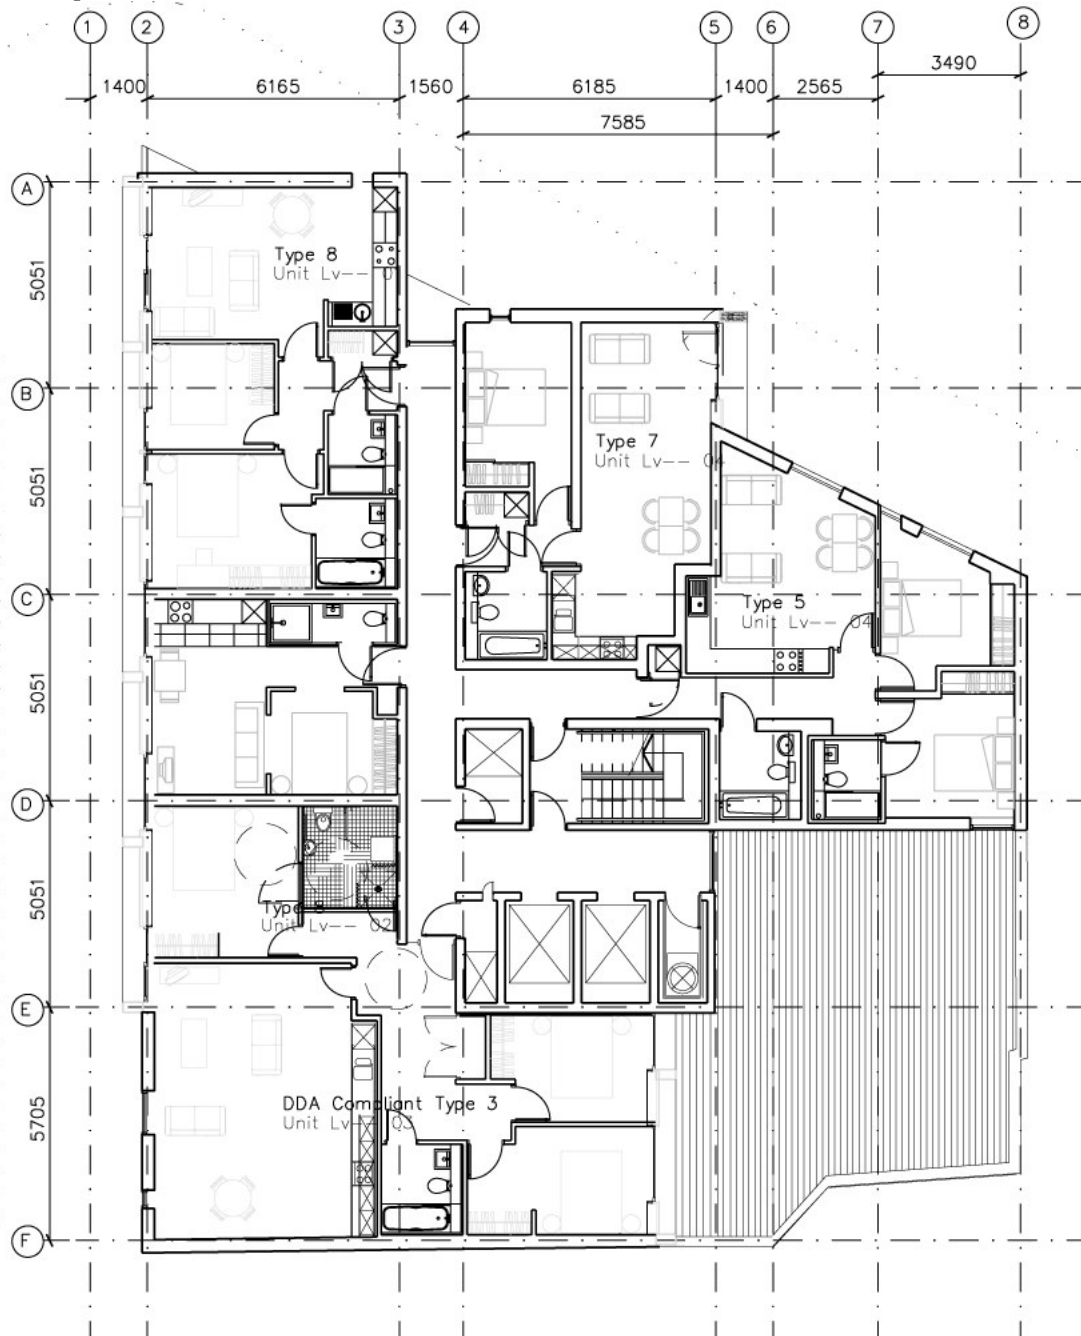 1 2 3 4 5 6 7 8
3490
1400 6165 1560 6185 1400 2565
7585
A
5051
Type 8
Unit Lv--
B
Type 7
Unit Lv-- 04
5051
C
Type 5
Unit Lv-- 04
5051
D
5051
Unit Lv-- 02
E
5705
DDA Compliant Type 3
Unit Lv-- 03
F